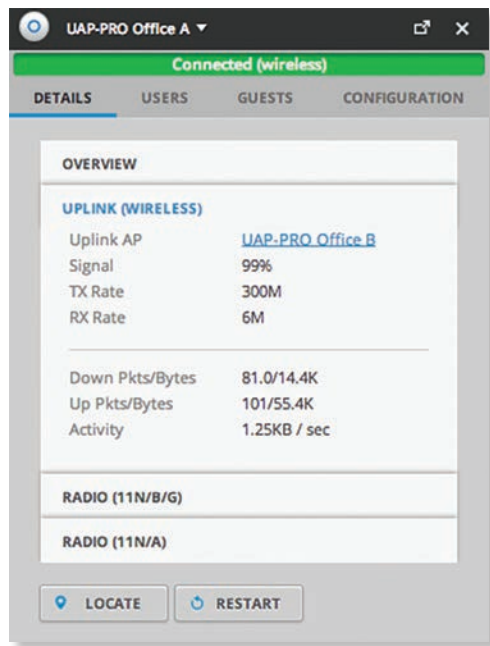 UAP-PRO Office A
Connected (wireless)
DETAILS USERS GUESTS CONFIGURATION
OVERVIEW
UPLINK (WIRELESS)
Uplink AP UAP-PRO Office B
Signal 99%
TX Rate 300M
RX Rate 6M
Down Pkts/Bytes 81.0/14.4K
Up Pkts/Bytes 101/55.4K
Activity 1.25KB / sec
RADIO (11N/B/G)
RADIO (11N/A)
LOCATE RESTART